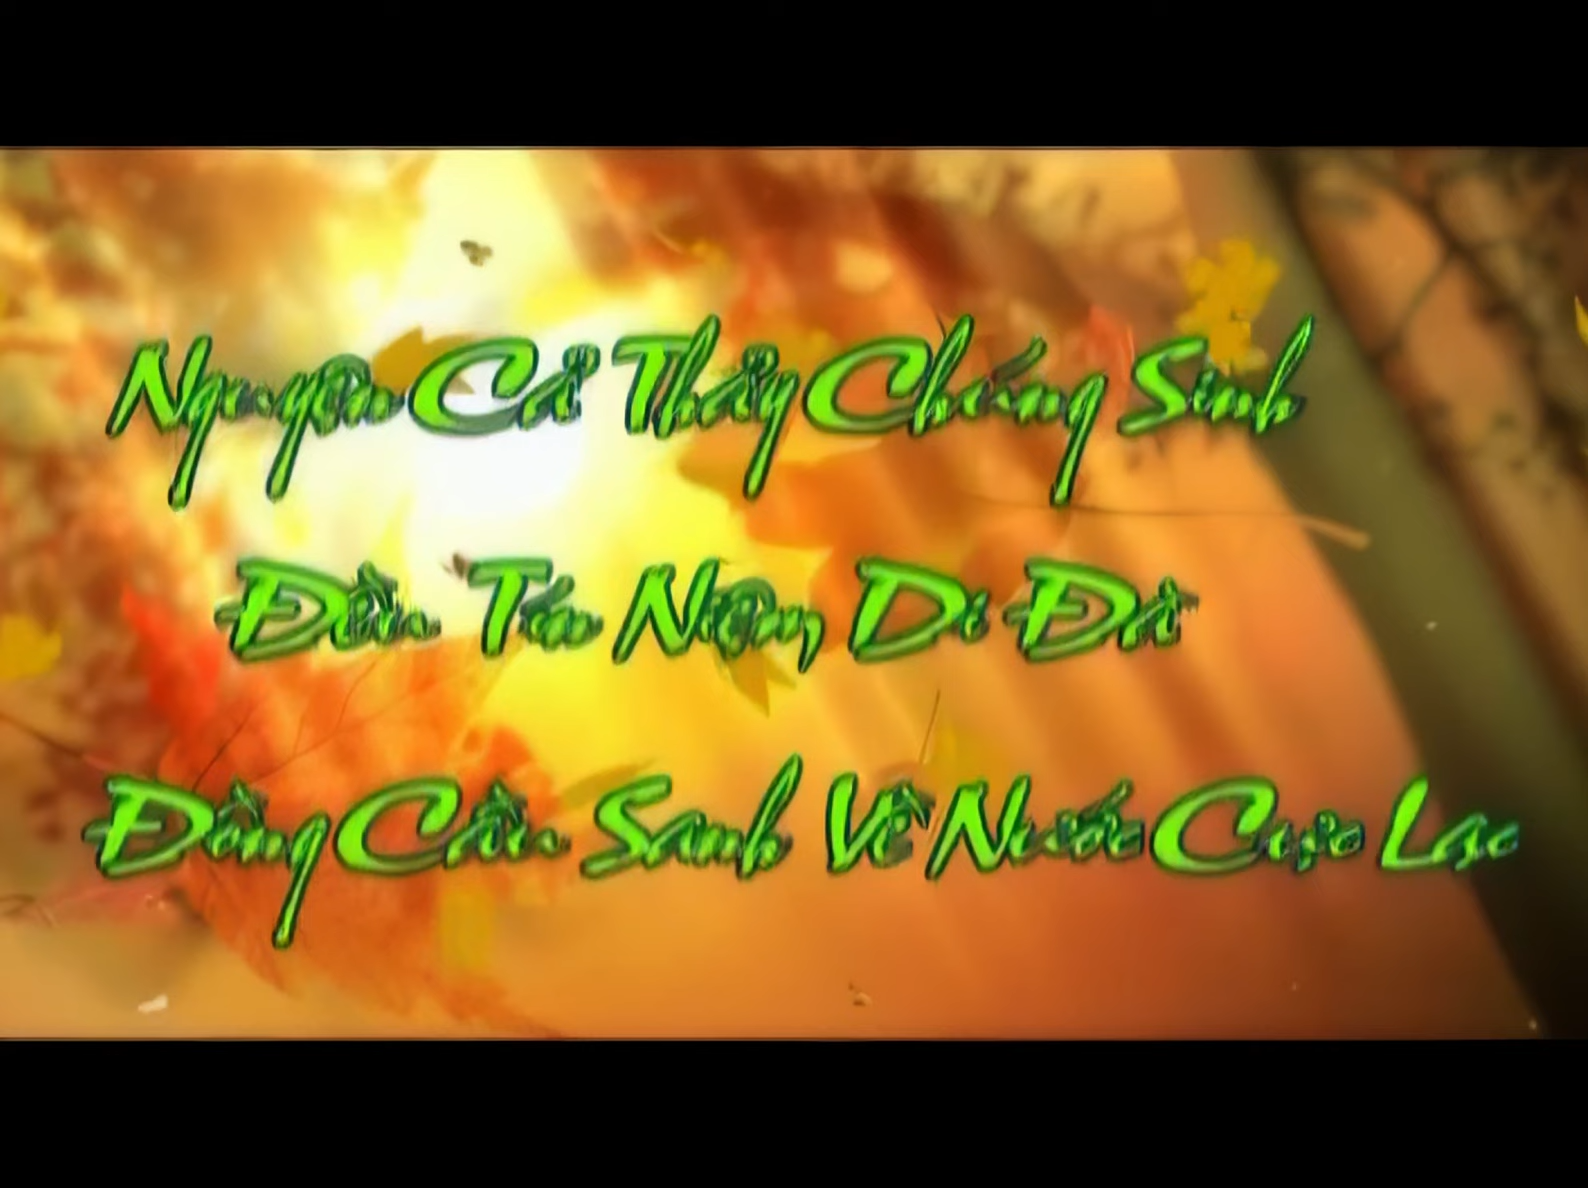 Nguyện Cả Thảy Chúng Sinh
Đều Tín Niệm Di Đà
Đồng Cầu Sanh Về Nước Cực Lạc